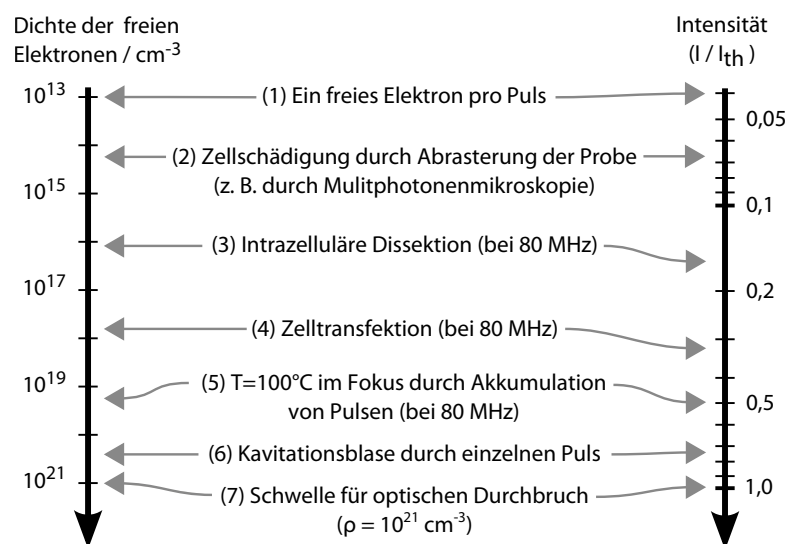 Dichte der freien
Elektronen / cm⁻³
Intensität
(I / Iₜₕ)
10¹³
(1) Ein freies Elektron pro Puls
0,05
(2) Zellschädigung durch Abrasterung der Probe
(z. B. durch Mulitphotonenmikroskopie)
10¹⁵
0,1
(3) Intrazelluläre Dissektion (bei 80 MHz)
10¹⁷
0,2
(4) Zelltransfektion (bei 80 MHz)
10¹⁹
(5) T=100°C im Fokus durch Akkumulation
von Pulsen (bei 80 MHz)
0,5
(6) Kavitationsblase durch einzelnen Puls
10²¹
1,0
(7) Schwelle für optischen Durchbruch
(ρ = 10²¹ cm⁻³)